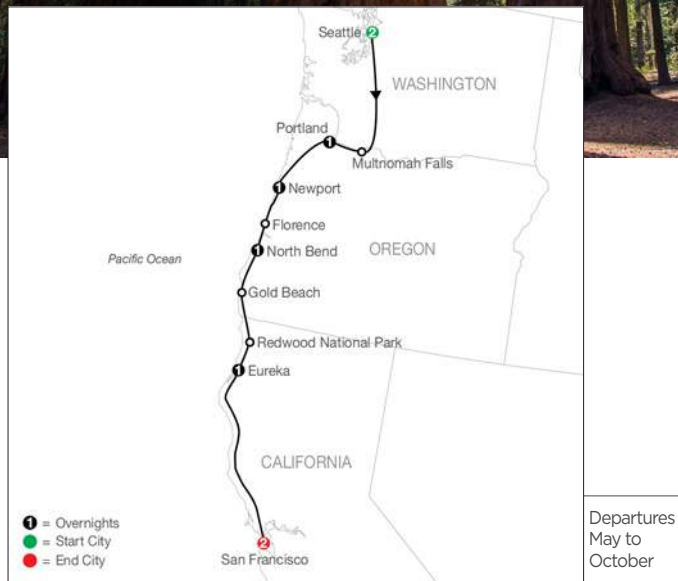 Seattle 2
WASHINGTON
Portland
1
Multnomah Falls
1 Newport
Florence
1 North Bend
OREGON
Pacific Ocean
Gold Beach
Redwood National Park
1 Eureka
CALIFORNIA
1 = Overnights
= Start City
= End City
2
San Francisco
Departures
May to
October